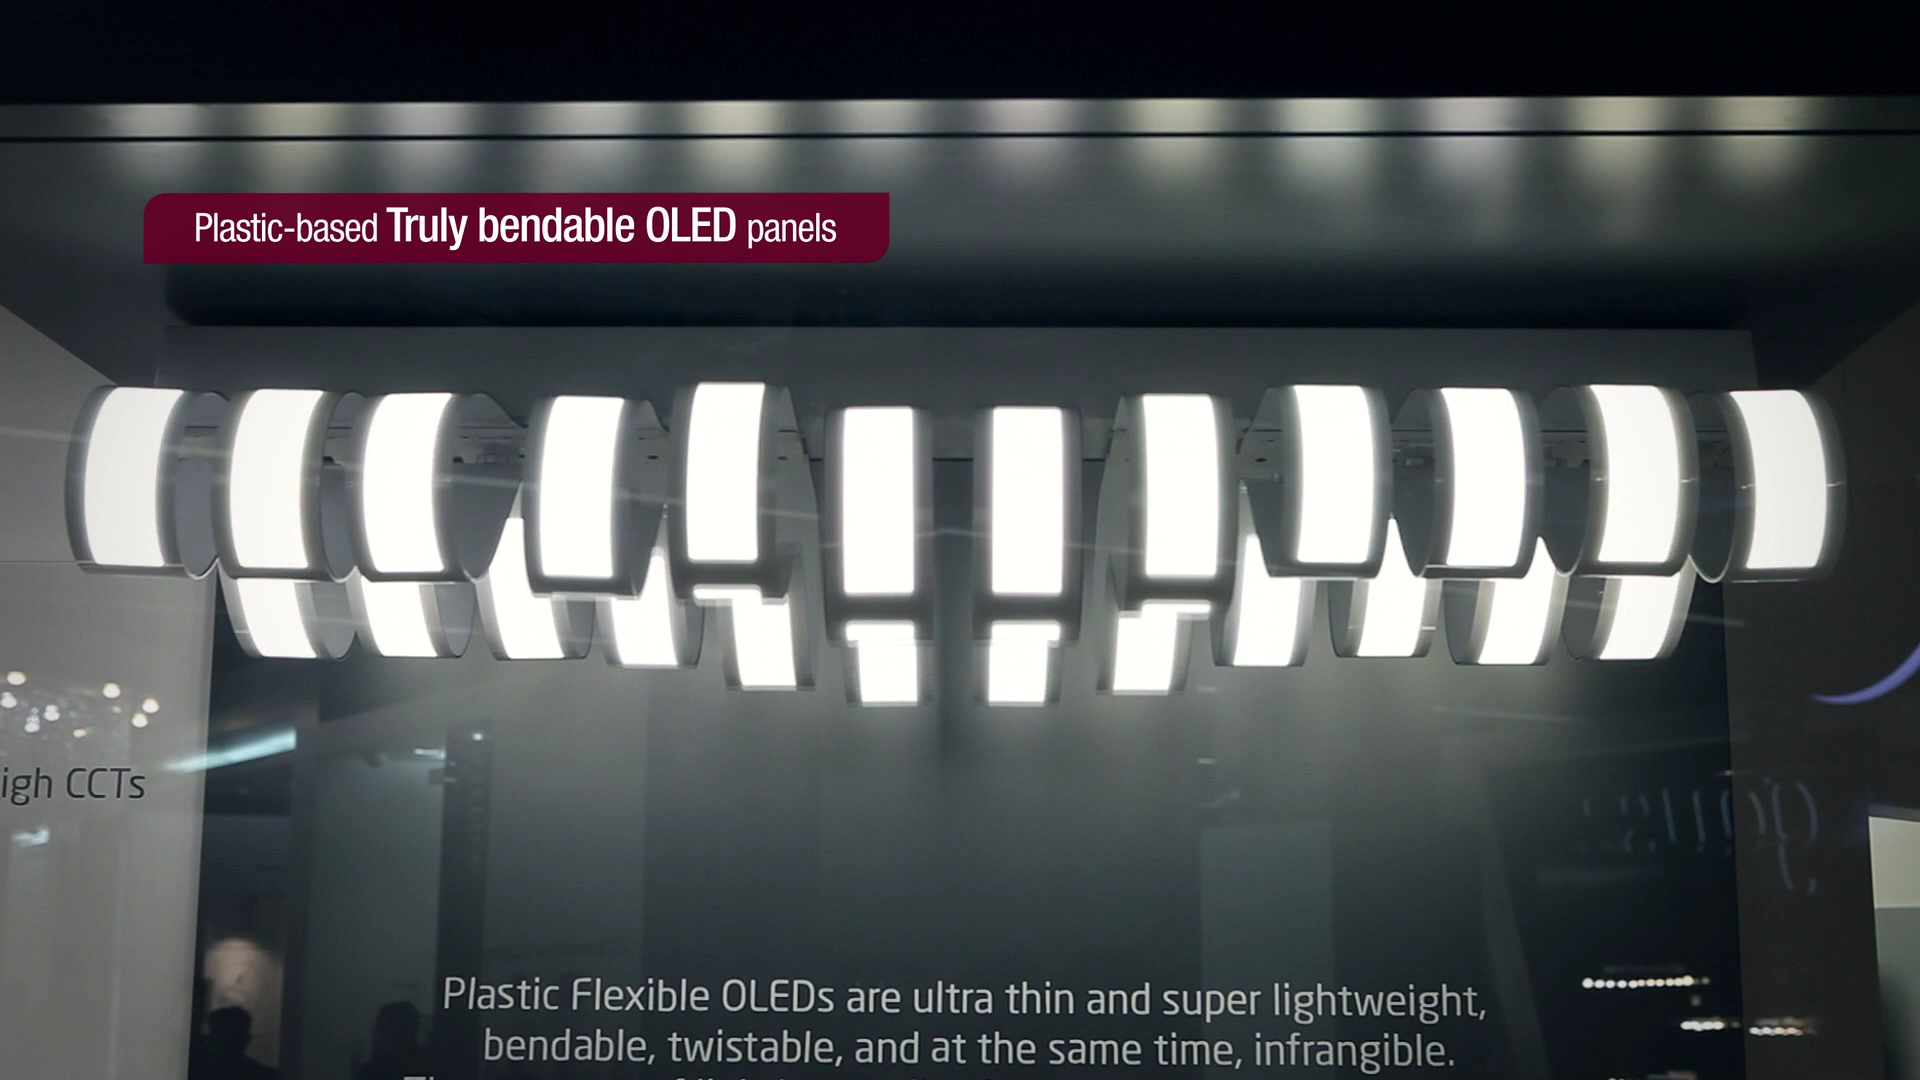 Plastic-based Truly bendable OLED panels
igh CCTs
Plastic Flexible OLEDs are ultra thin and super lightweight,
bendable, twistable, and at the same time, infrangible.